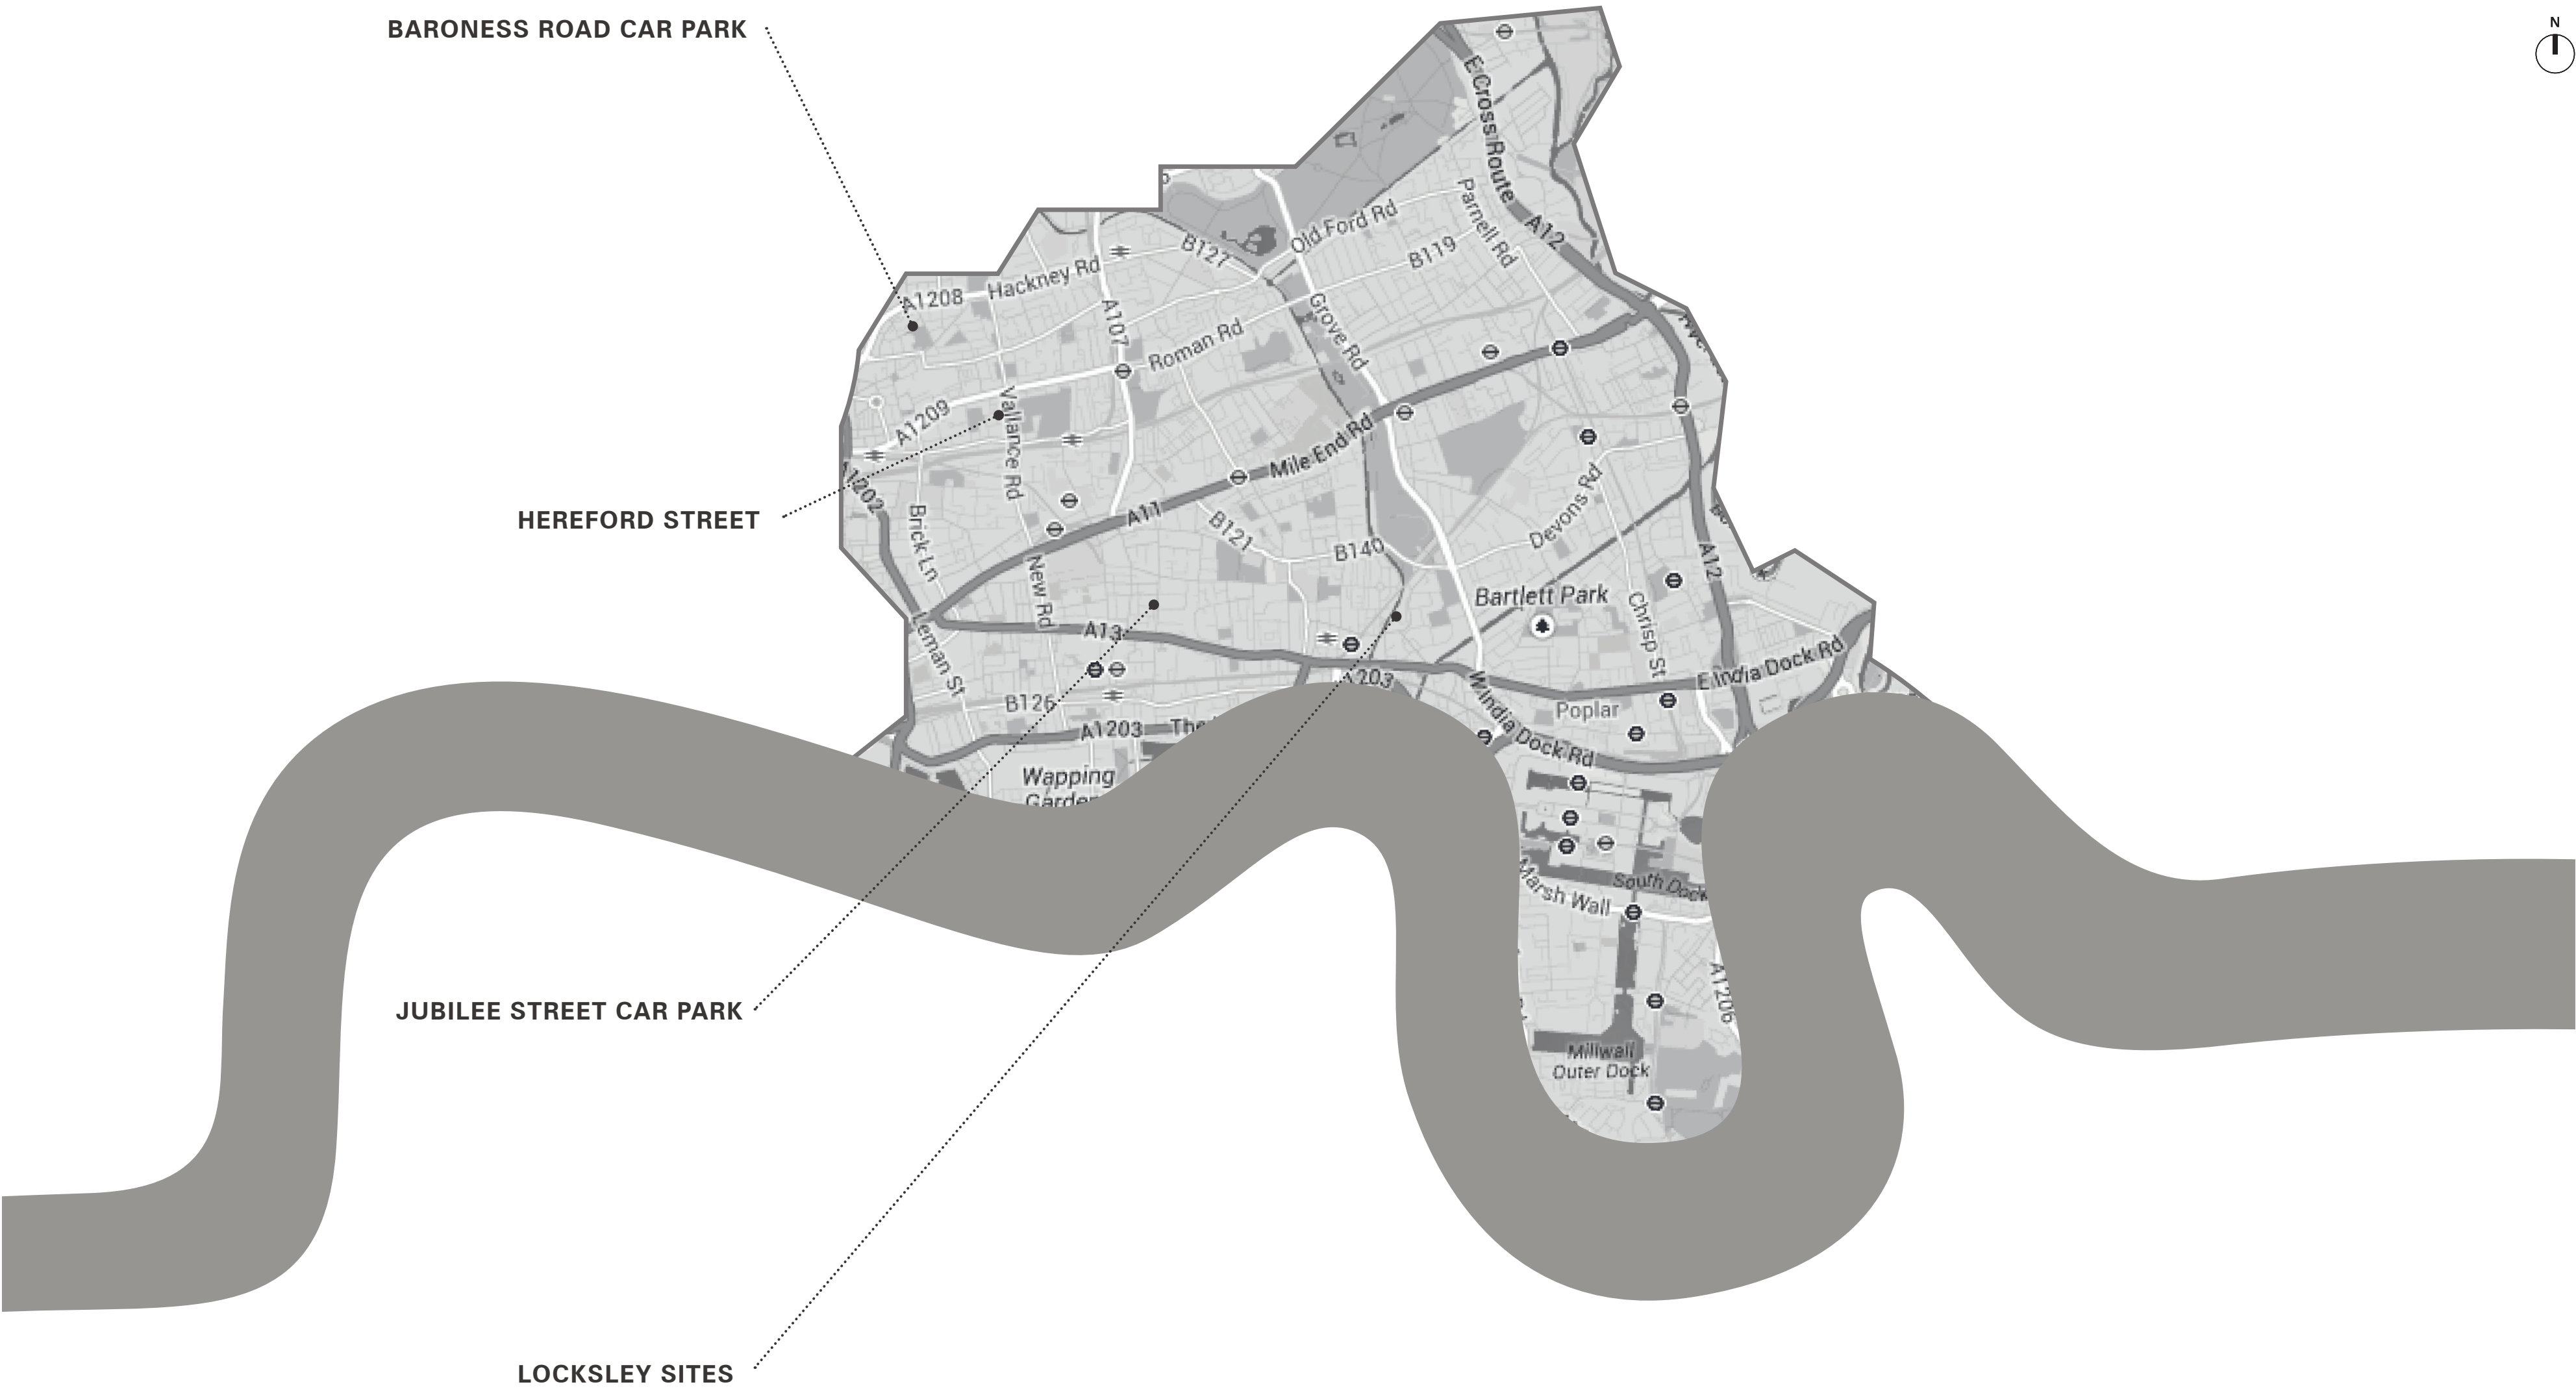 BARONESS ROAD CAR PARK
N
E Cross Route
Parnell Rd
Old Ford Rd
A12
B127
B119
Hackney Rd
A1208
A107
Grove Rd
Roman Rd
Vallance Rd
A1209
Mile End Rd
A1202
HEREFORD STREET
Brick Ln
A11
B121
B140
Devons Rd
A12
New Rd
Bartlett Park
Chrisp St
Leman St
A13
E India Dock Rd
B126
W India Dock Rd
Poplar
A1203
The
Wapping
South Dock
Marsh Wall
A1206
JUBILEE STREET CAR PARK
Millwall
Outer Dock
LOCKSLEY SITES